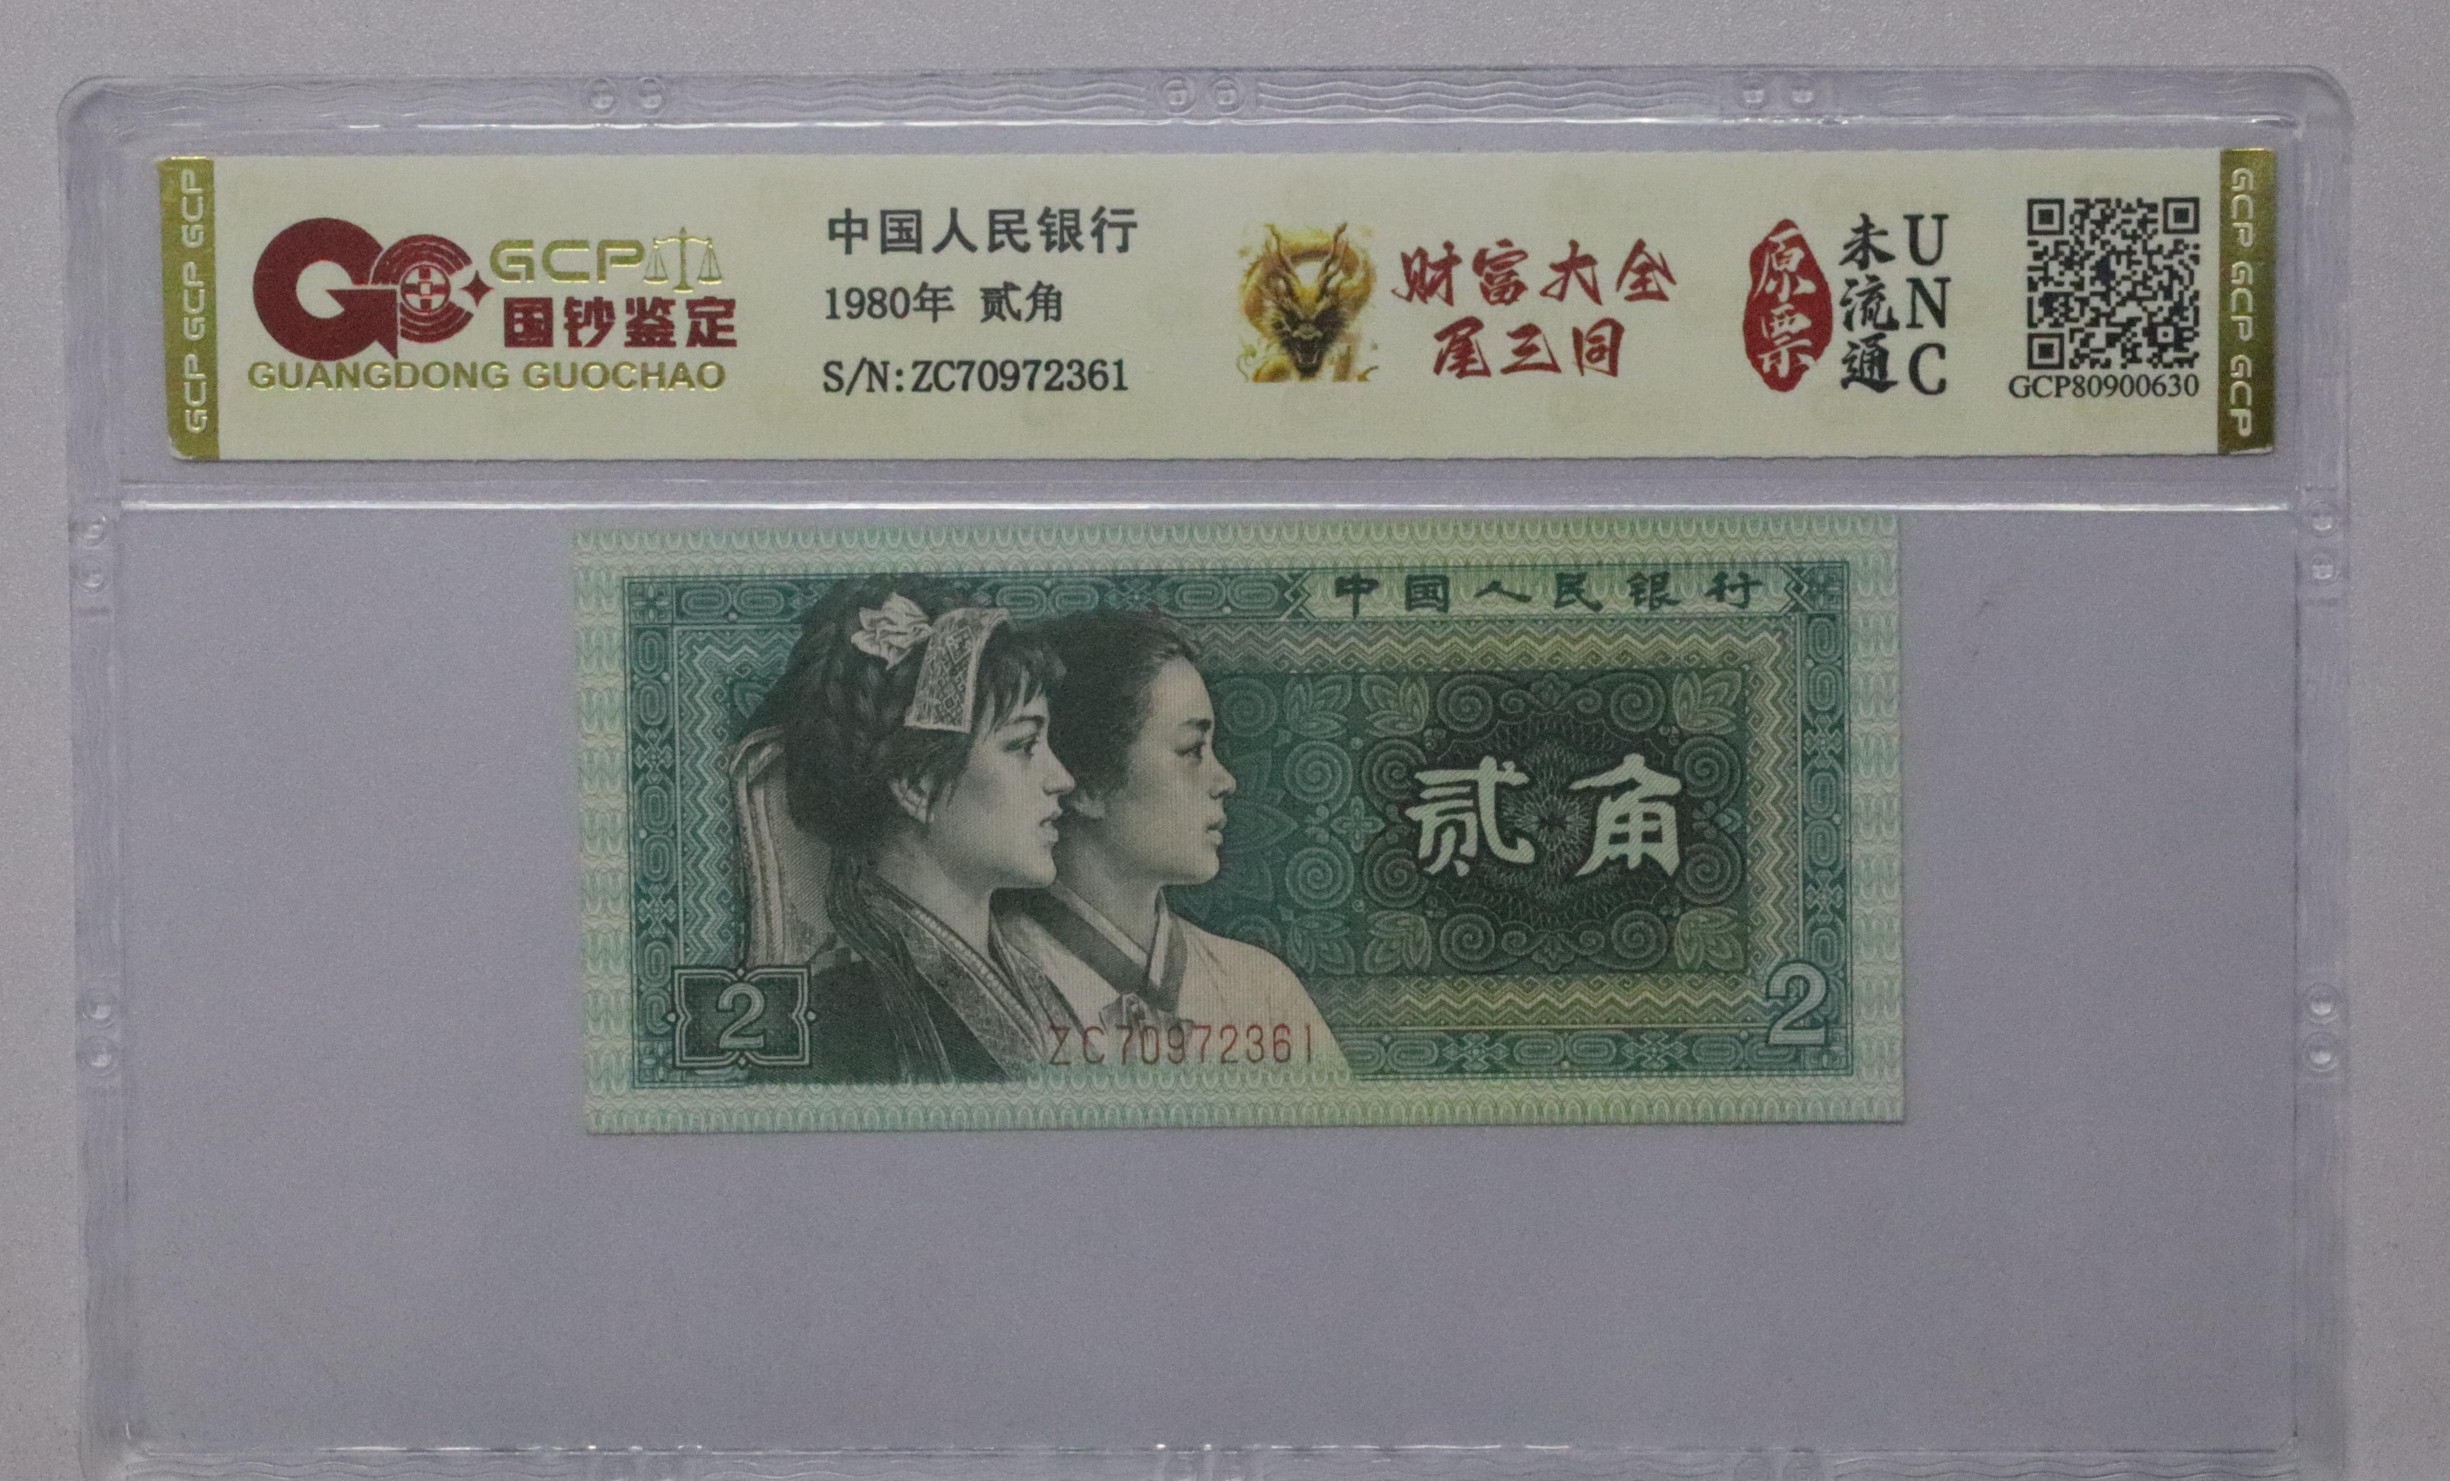 GCP GCP GCP
GCP
国钞鉴定
GUANGDONG GUOCHAO
中国人民银行
1980年 贰角
S/N:ZC70972361
财富大全
尾三同
原票
未流通
UNC
GCP80900630
GCP GCP GCP
中国人民银行
贰角
2
ZC70972361
2